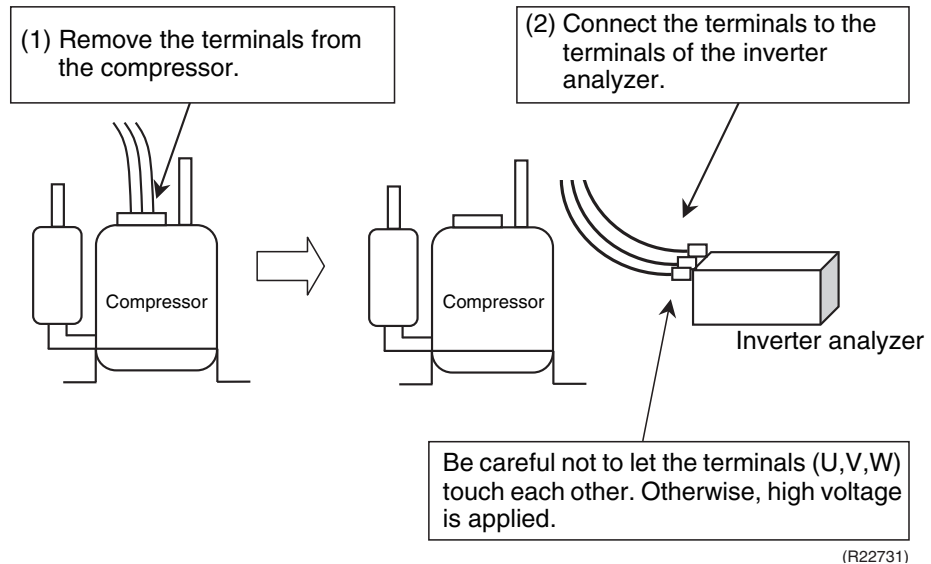 (1) Remove the terminals from
the compressor.
(2) Connect the terminals to the
terminals of the inverter
analyzer.
Compressor
Compressor
Inverter analyzer
Be careful not to let the terminals (U,V,W)
touch each other. Otherwise, high voltage
is applied.
(R22731)